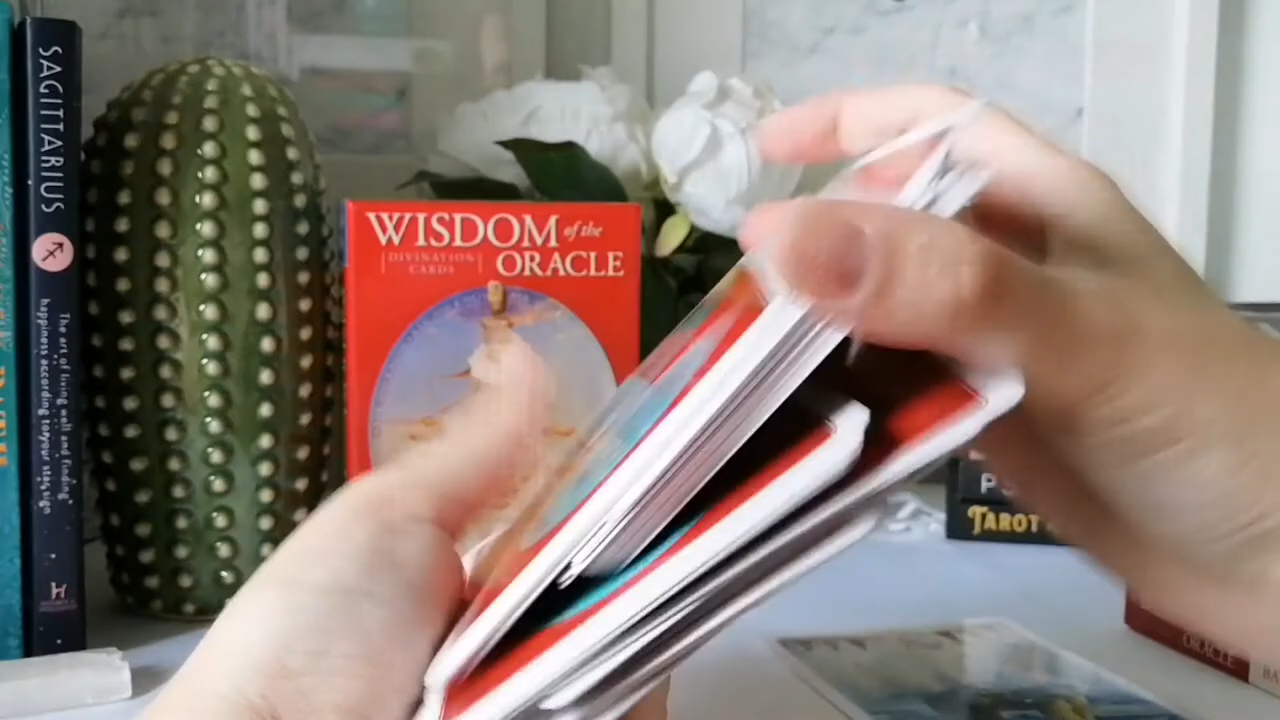 SAGITTARIUS
The art of living well and finding
happiness according to your star sign
WISDOM of the
DIVINATION
CARDS
ORACLE
TAROT
ORACLE